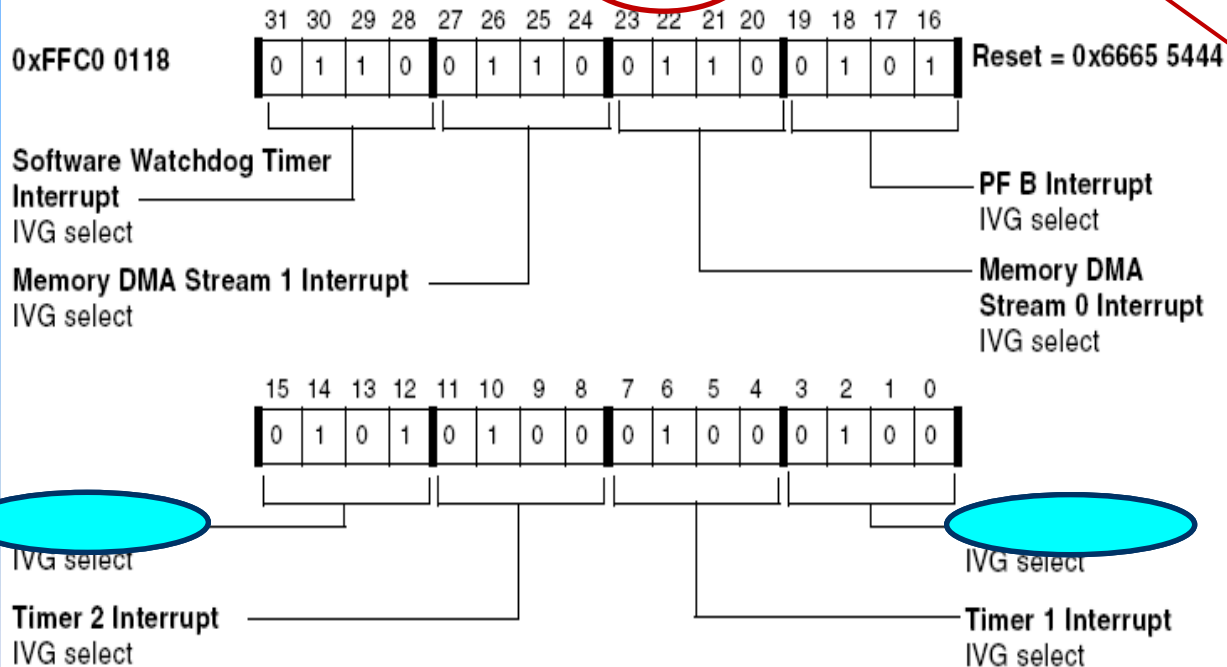 31 30 29 28 27 26 25 24 23 22 21 20 19 18 17 16
0xFFC0 0118
0 1 1 0 0 1 1 0 0 1 1 0 0 1 0 1
Reset = 0x6665 5444
Software Watchdog Timer
Interrupt
IVG select
Memory DMA Stream 1 Interrupt
IVG select
PF B Interrupt
IVG select
Memory DMA
Stream 0 Interrupt
IVG select
15 14 13 12 11 10 9 8 7 6 5 4 3 2 1 0
0 1 0 1 0 1 0 0 0 1 0 0 0 1 0 0
IVG select
IVG select
Timer 2 Interrupt
IVG select
Timer 1 Interrupt
IVG select